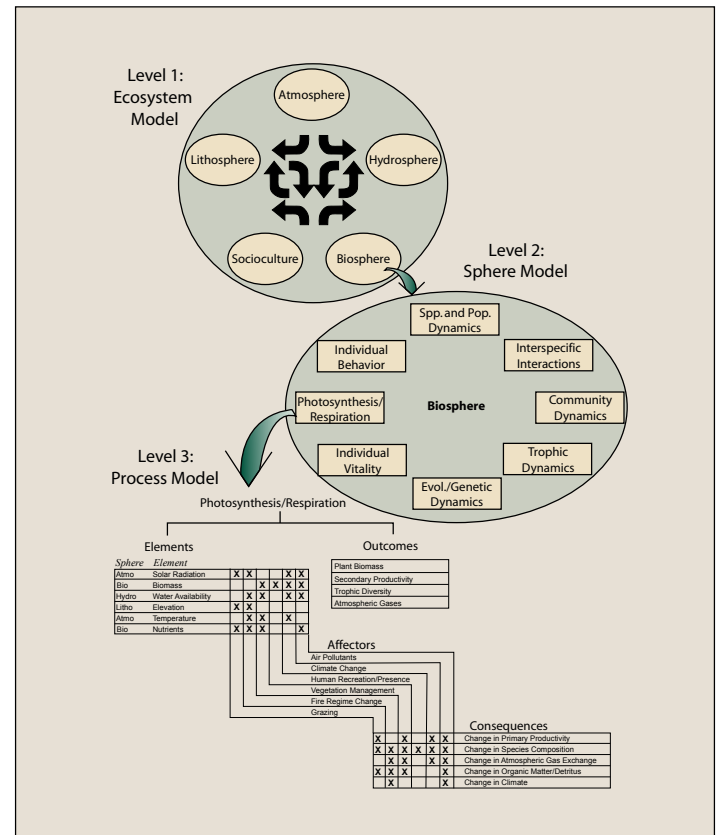 Level 1:
Ecosystem
Model
Atmosphere
Lithosphere
Hydrosphere
Socioculture
Biosphere
Level 2:
Sphere Model
Spp. and Pop.
Dynamics
Individual
Behavior
Interspecific
Interactions
Photosynthesis/
Respiration
Biosphere
Community
Dynamics
Individual
Vitality
Trophic
Dynamics
Evol./Genetic
Dynamics
Level 3:
Process Model
Photosynthesis/Respiration
Elements
Outcomes
Sphere Element
Atmo Solar Radiation X X X X
Bio Biomass X X X X
Hydro Water Availability X X X X
Litho Elevation X X
Atmo Temperature X X X
Bio Nutrients X X X X
Plant Biomass
Secondary Productivity
Trophic Diversity
Atmospheric Gases
Affectors
Air Pollutants
Climate Change
Human Recreation/Presence
Vegetation Management
Fire Regime Change
Grazing
Consequences
X X X X Change in Primary Productivity
X X X X X X Change in Species Composition
X X X X Change in Atmospheric Gas Exchange
X X X X Change in Organic Matter/Detritus
X X Change in Climate